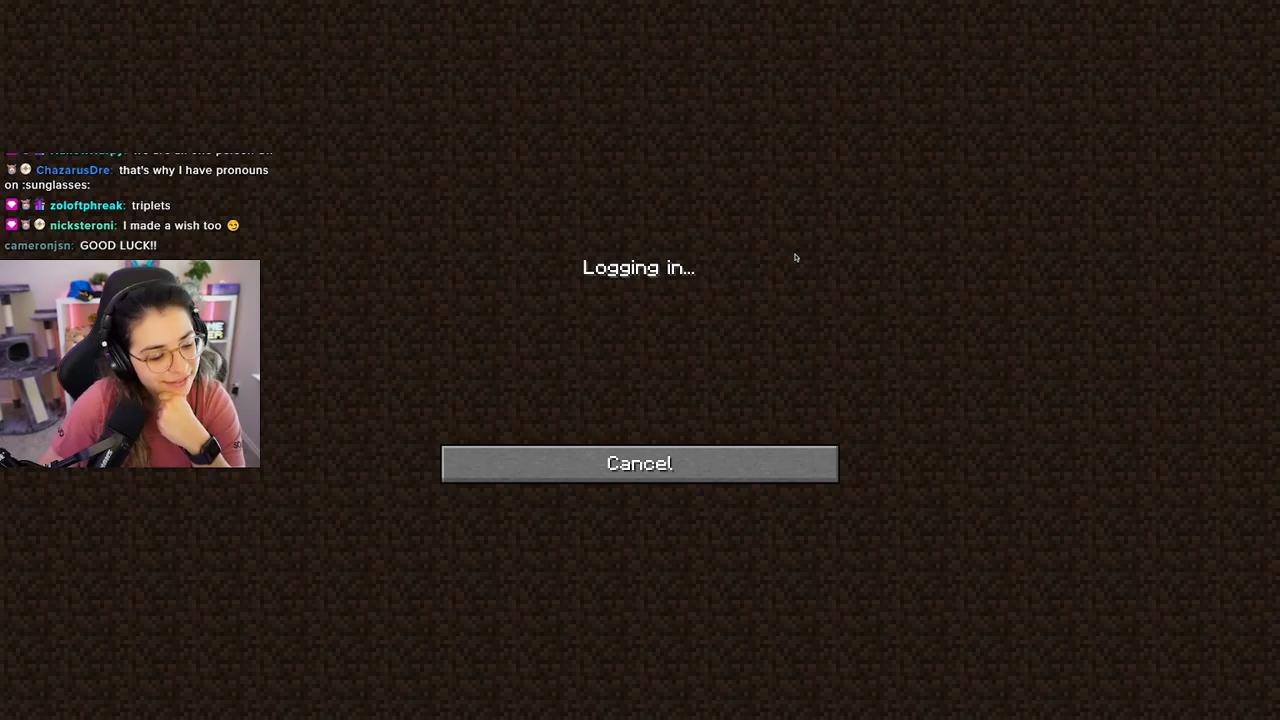 ChazarusDre: that's why I have pronouns
on :sunglasses:
zoloftphreak: triplets
nicksteroni: I made a wish too 😏
cameronjsn: GOOD LUCK!!
Logging in...
Cancel